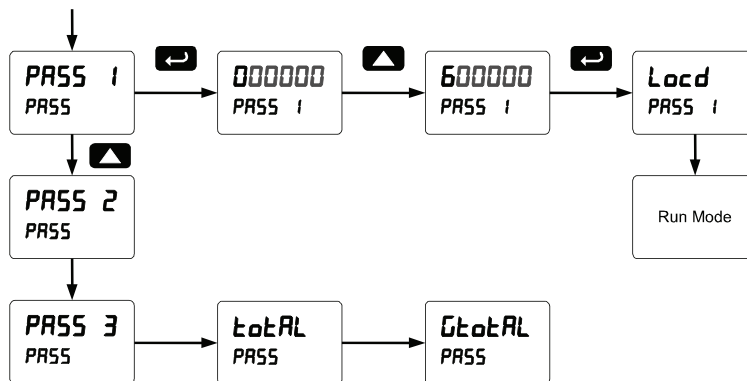 PASS 1
PASS
000000
PASS 1
600000
PASS 1
Locd
PASS 1
PASS 2
PASS
Run Mode
PASS 3
PASS
totAL
PASS
GtotAL
PASS